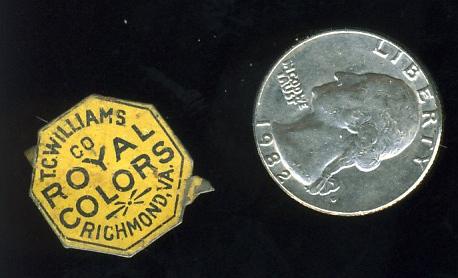 T.C. WILLIAMS
CO
ROYAL
COLORS
RICHMOND, VA.
LIBERTY
IN GOD WE
TRUST
1982